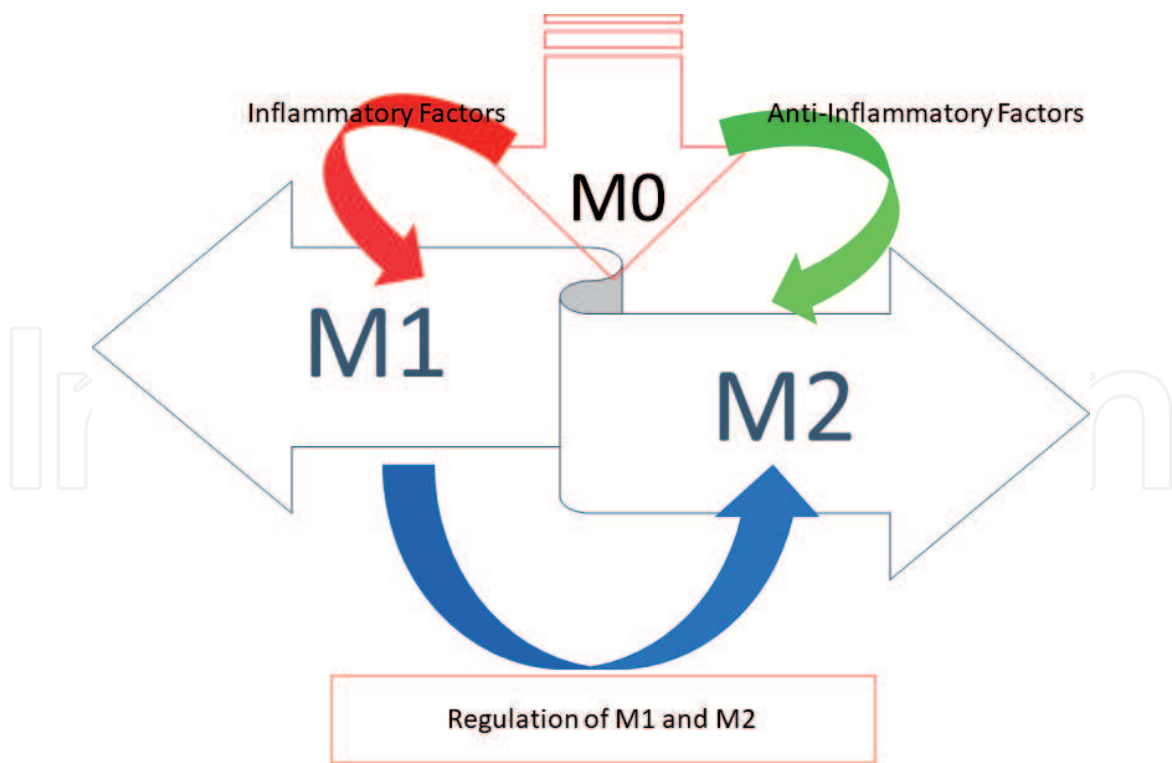 Inflammatory Factors
Anti-Inflammatory Factors
M0
M1
M2
Regulation of M1 and M2